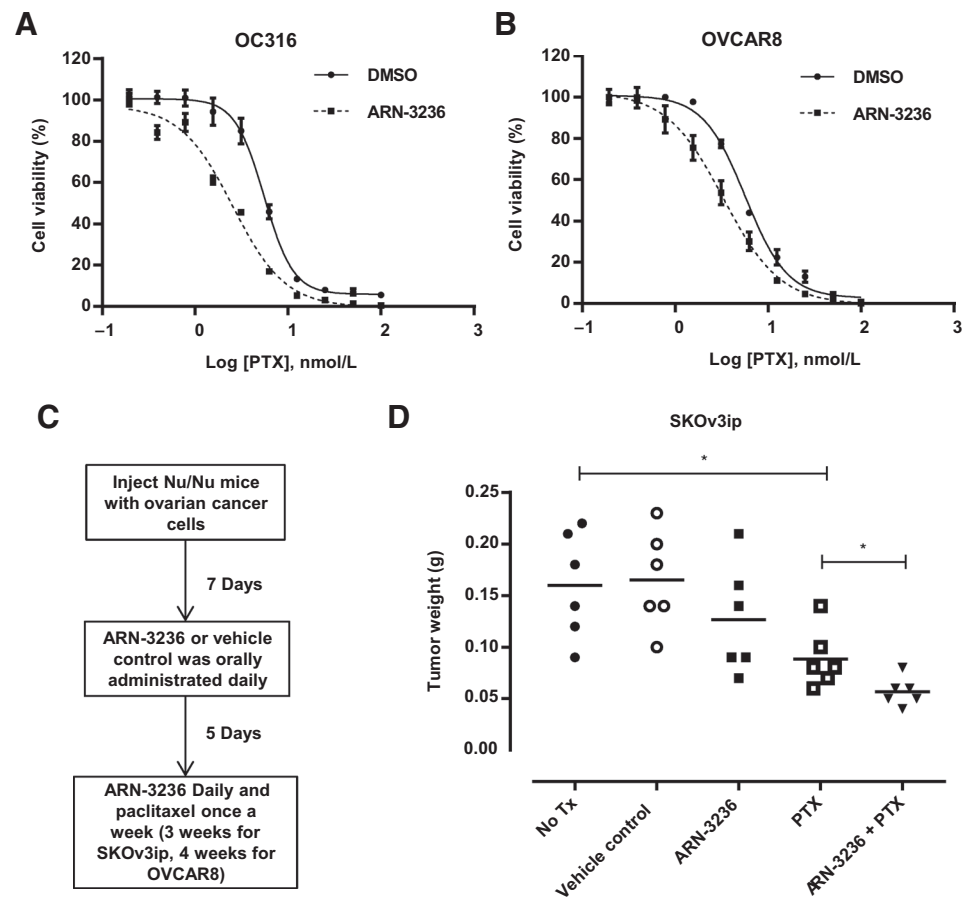 A
OC316
120
100
80
60
40
20
0
Cell viability (%)
DMSO
ARN-3236
–1
0
1
2
3
Log [PTX], nmol/L
B
OVCAR8
120
100
80
60
40
20
0
Cell viability (%)
DMSO
ARN-3236
–1
0
1
2
3
Log [PTX], nmol/L
C
Inject Nu/Nu mice
with ovarian cancer
cells
7 Days
ARN-3236 or vehicle
control was orally
administrated daily
5 Days
ARN-3236 Daily and
paclitaxel once a
week (3 weeks for
SKOv3ip, 4 weeks for
OVCAR8)
D
SKOv3ip
*
*
0.25
0.20
0.15
0.10
0.05
0.00
Tumor weight (g)
No Tx
Vehicle control
ARN-3236
PTX
ARN-3236 + PTX